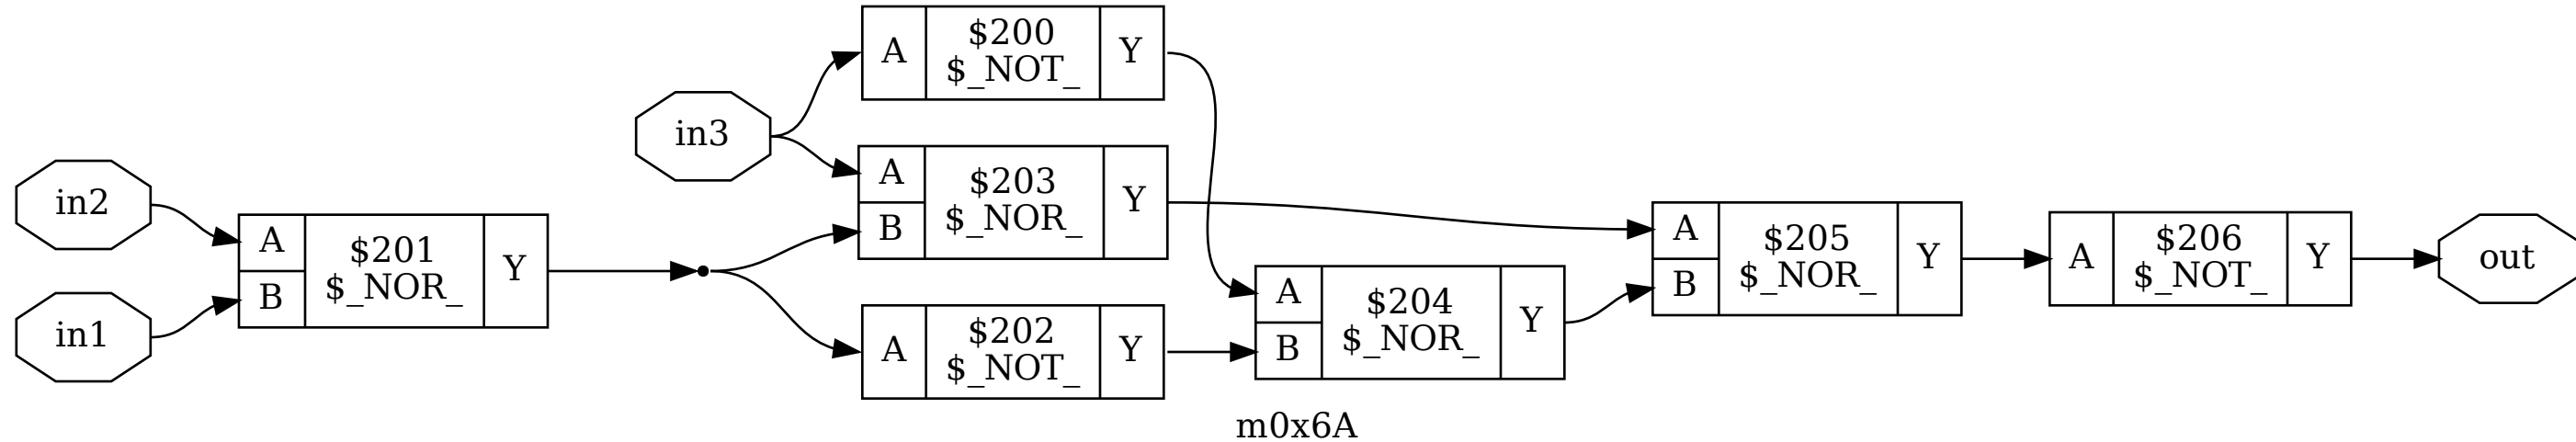 in2
in1
A
B
$201
$_NOR_
Y
in3
A
$200
$_NOT_
Y
A
B
$203
$_NOR_
Y
A
$202
$_NOT_
Y
A
B
$204
$_NOR_
Y
A
B
$205
$_NOR_
Y
A
$206
$_NOT_
Y
out
m0x6A